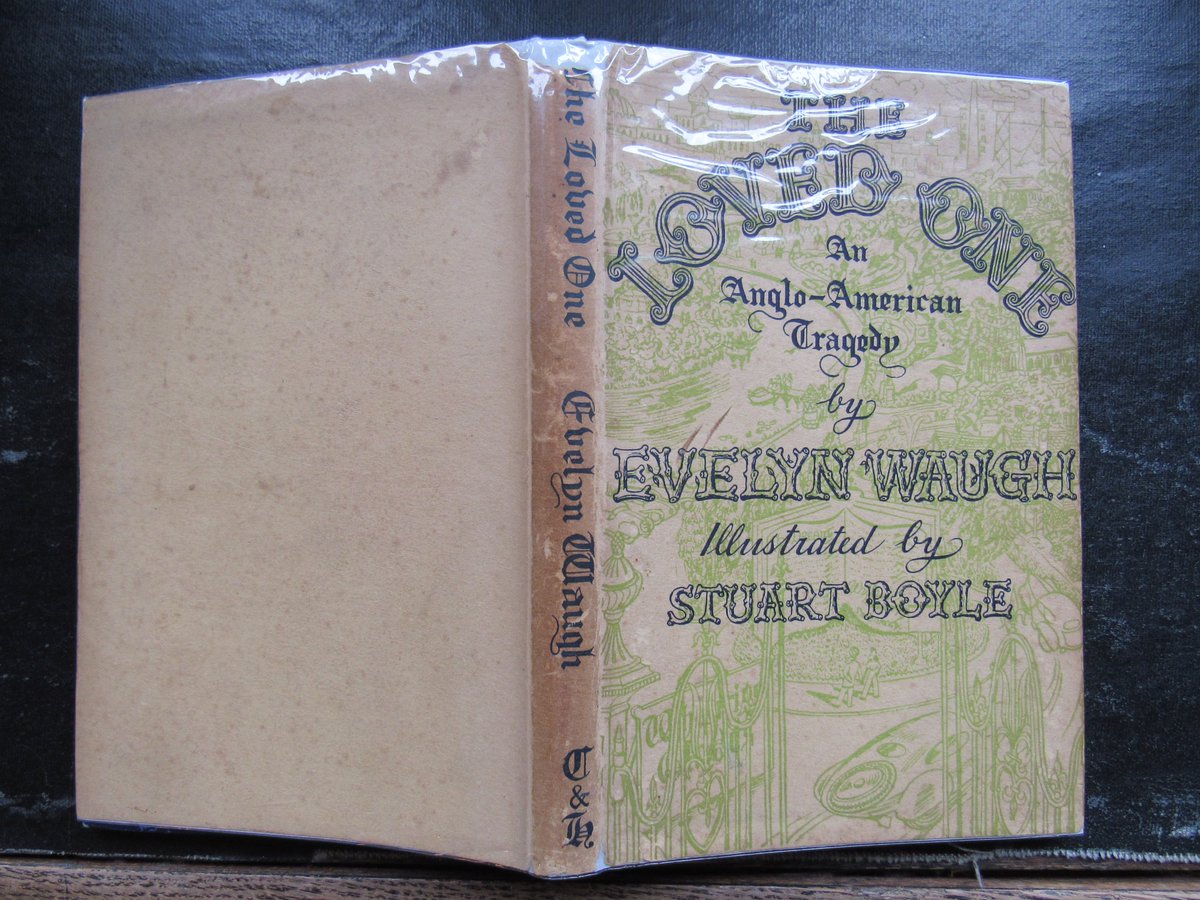 The Loved One Evelyn Waugh C & H
THE
LOVED ONE
An
Anglo-American
Tragedy
by
EVELYN WAUGH
Illustrated by
STUART BOYLE